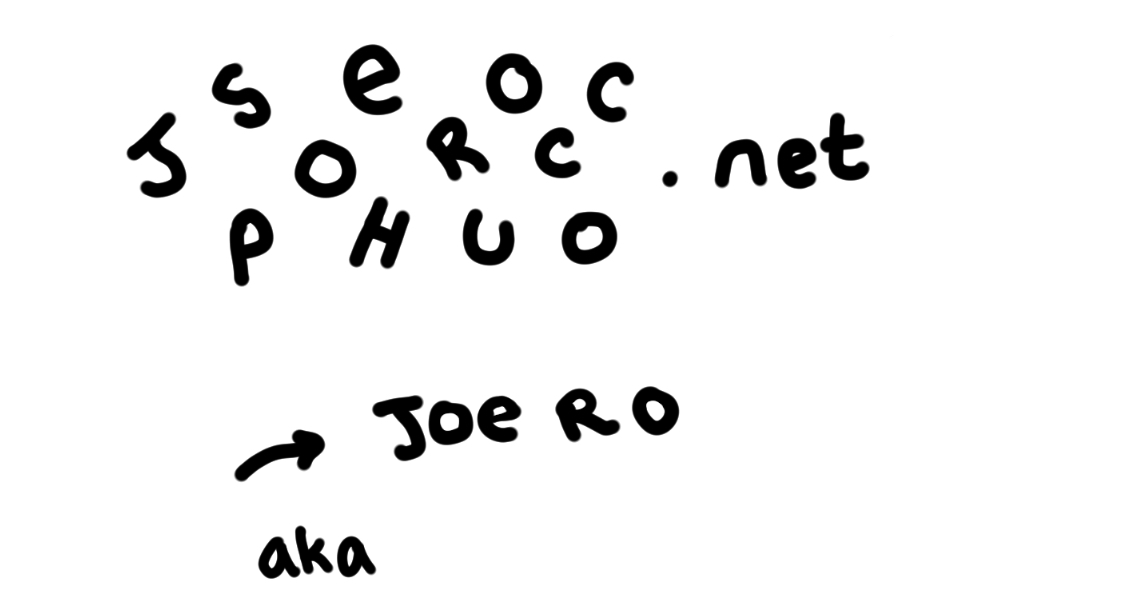 S e O C
J O R C . net
P H U O
JOe RO
aka